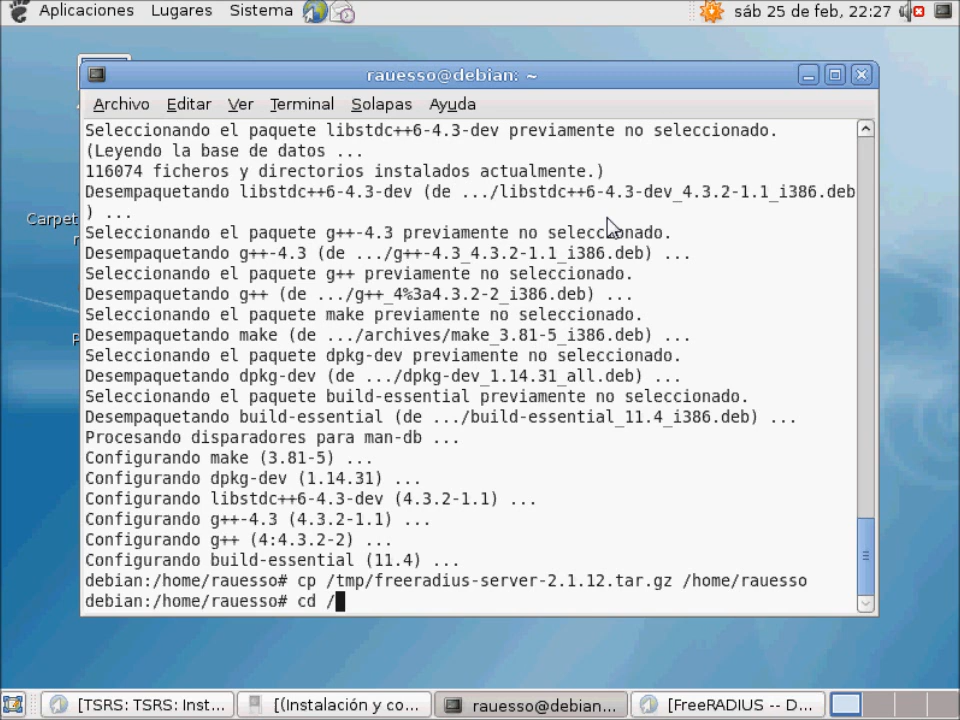 Aplicaciones Lugares Sistema sáb 25 de feb, 22:27
rauesso@debian: ~
Archivo Editar Ver Terminal Solapas Ayuda
Seleccionando el paquete libstdc++6-4.3-dev previamente no seleccionado.
(Leyendo la base de datos ...
116074 ficheros y directorios instalados actualmente.)
Desempaquetando libstdc++6-4.3-dev (de .../libstdc++6-4.3-dev_4.3.2-1.1_i386.deb
) ...
Seleccionando el paquete g++-4.3 previamente no seleccionado.
Desempaquetando g++-4.3 (de .../g++-4.3_4.3.2-1.1_i386.deb) ...
Seleccionando el paquete g++ previamente no seleccionado.
Desempaquetando g++ (de .../g++_4%3a4.3.2-2_i386.deb) ...
Seleccionando el paquete make previamente no seleccionado.
Desempaquetando make (de .../archives/make_3.81-5_i386.deb) ...
Seleccionando el paquete dpkg-dev previamente no seleccionado.
Desempaquetando dpkg-dev (de .../dpkg-dev_1.14.31_all.deb) ...
Seleccionando el paquete build-essential previamente no seleccionado.
Desempaquetando build-essential (de .../build-essential_11.4_i386.deb) ...
Procesando disparadores para man-db ...
Configurando make (3.81-5) ...
Configurando dpkg-dev (1.14.31) ...
Configurando libstdc++6-4.3-dev (4.3.2-1.1) ...
Configurando g++-4.3 (4.3.2-1.1) ...
Configurando g++ (4:4.3.2-2) ...
Configurando build-essential (11.4) ...
debian:/home/rauesso# cp /tmp/freeradius-server-2.1.12.tar.gz /home/rauesso
debian:/home/rauesso# cd /
Carpet
[TSRS: TSRS: Inst... [(Instalación y co... rauesso@debian:... [FreeRADIUS -- D...